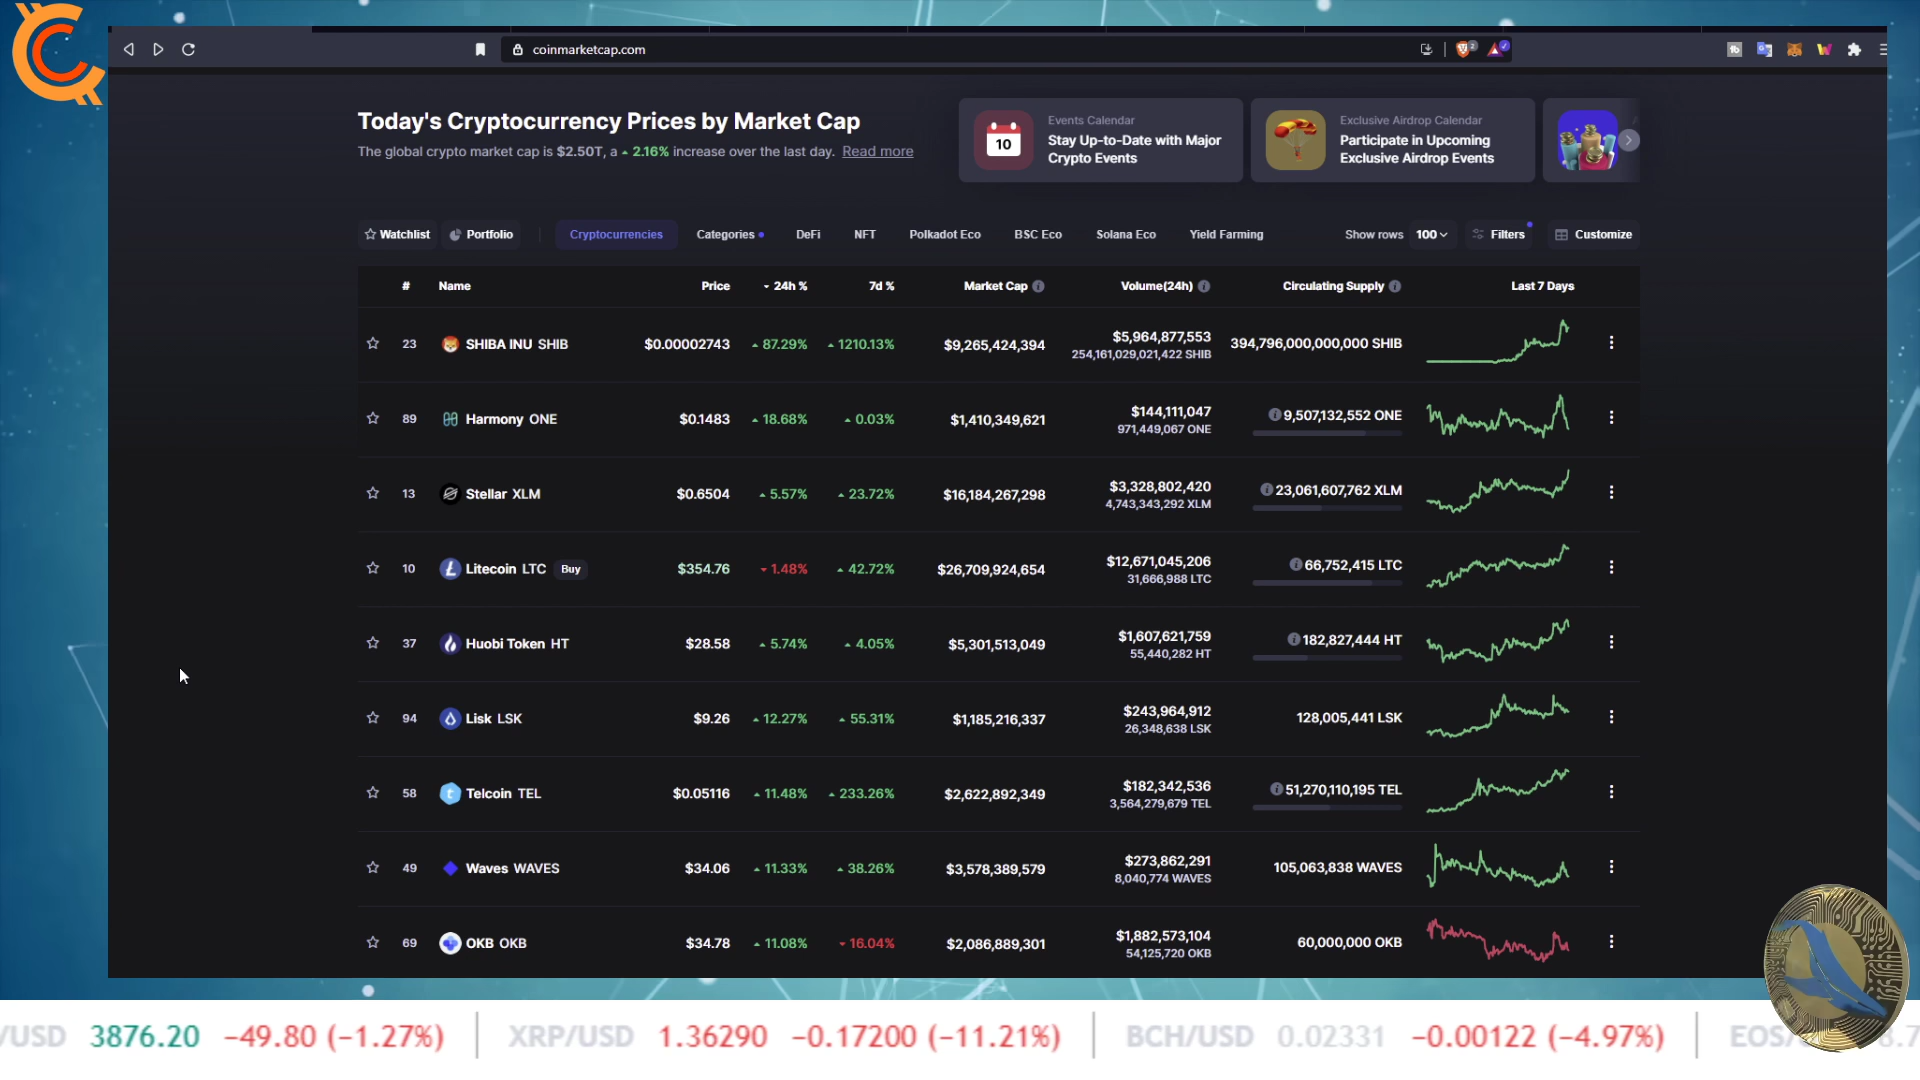 coinmarketcap.com
2
Today's Cryptocurrency Prices by Market Cap
The global crypto market cap is $2.50T, a 2.16% increase over the last day. Read more
10
Events Calendar
Stay Up-to-Date with Major
Crypto Events
Exclusive Airdrop Calendar
Participate in Upcoming
Exclusive Airdrop Events
Watchlist Portfolio Cryptocurrencies Categories DeFi NFT Polkadot Eco BSC Eco Solana Eco Yield Farming Show rows 100 Filters Customize
# Name Price 24h % 7d % Market Cap Volume(24h) Circulating Supply Last 7 Days
23 SHIBA INU SHIB $0.00002743 87.29% 1210.13% $9,265,424,394 $5,964,877,553 394,796,000,000,000 SHIB
254,161,029,021,422 SHIB
89 Harmony ONE $0.1483 18.68% 0.03% $1,410,349,621 $144,111,047 9,507,132,552 ONE
971,449,067 ONE
13 Stellar XLM $0.6504 5.57% 23.72% $16,184,267,298 $3,328,802,420 23,061,607,762 XLM
4,743,343,292 XLM
10 Litecoin LTC Buy $354.76 1.48% 42.72% $26,709,924,654 $12,671,045,206 66,752,415 LTC
31,666,988 LTC
37 Huobi Token HT $28.58 5.74% 4.05% $5,301,513,049 $1,607,621,759 182,827,444 HT
55,440,282 HT
94 Lisk LSK $9.26 12.27% 55.31% $1,185,216,337 $243,964,912 128,005,441 LSK
26,348,638 LSK
58 Telcoin TEL $0.05116 11.48% 233.26% $2,622,892,349 $182,342,536 51,270,110,195 TEL
3,564,279,679 TEL
49 Waves WAVES $34.06 11.33% 38.26% $3,578,389,579 $273,862,291 105,063,838 WAVES
8,040,774 WAVES
69 OKB OKB $34.78 11.08% 16.04% $2,086,889,301 $1,882,573,104 60,000,000 OKB
54,125,720 OKB
/USD 3876.20 −49.80 (−1.27%) XRP/USD 1.36290 −0.17200 (−11.21%) BCH/USD 0.02331 −0.00122 (−4.97%) EOS/